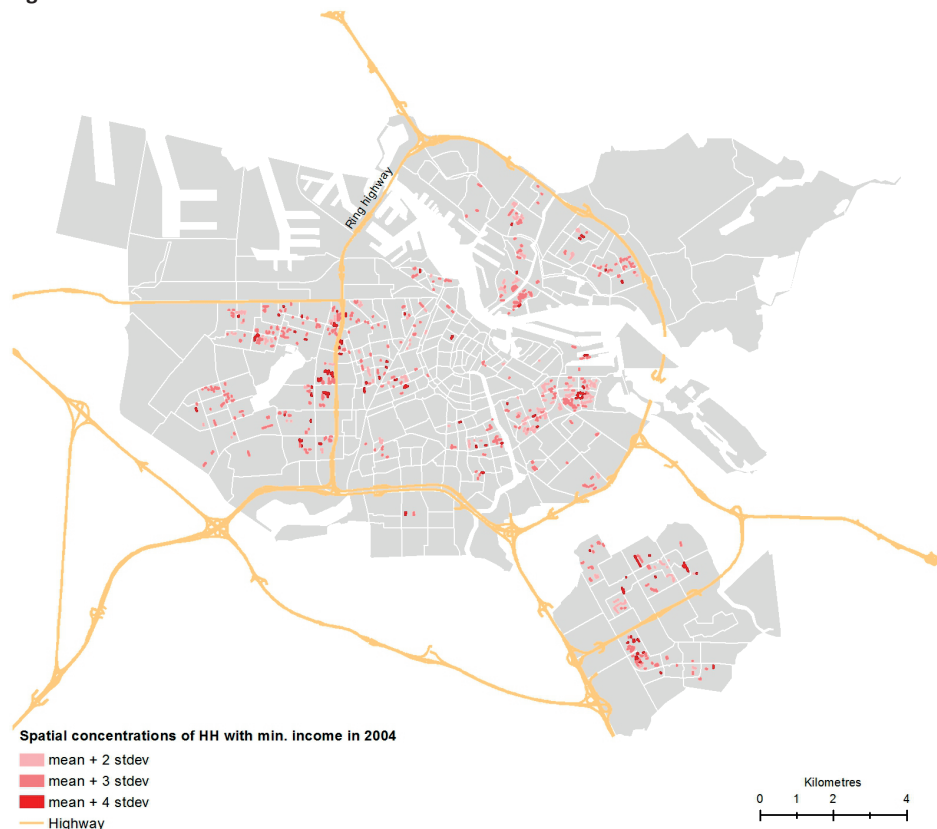 Ring highway
Spatial concentrations of HH with min. income in 2004
mean + 2 stdev
mean + 3 stdev
mean + 4 stdev
Highway
Kilometres
0 1 2 4